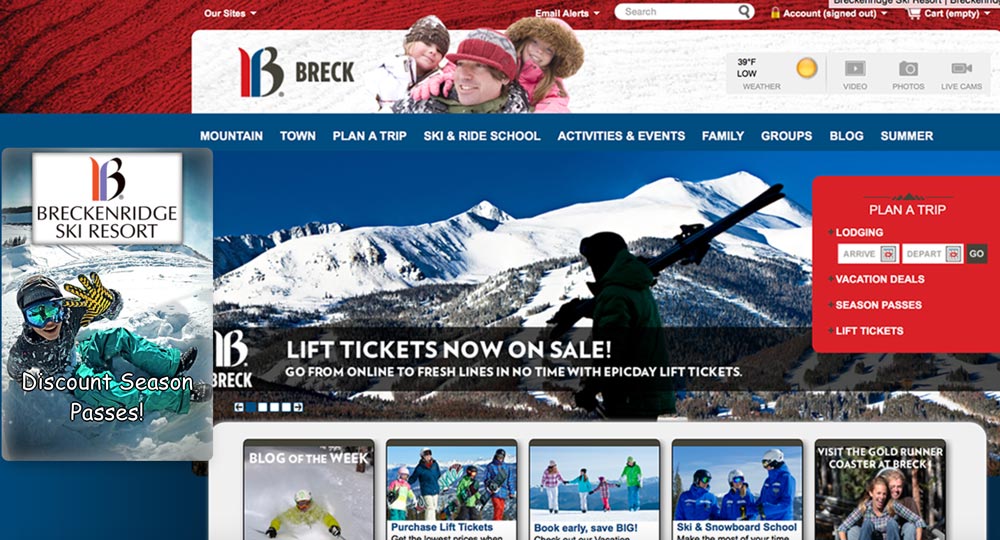 Our Sites
Email Alerts
Search
Account (signed out)
Cart (empty)
Breckenridge Ski Resort | Breckenridg
B
BRECK
39°F
LOW
WEATHER
VIDEO
PHOTOS
LIVE CAMS
MOUNTAIN TOWN PLAN A TRIP SKI & RIDE SCHOOL ACTIVITIES & EVENTS FAMILY GROUPS BLOG SUMMER
B
BRECKENRIDGE
SKI RESORT
Discount Season
Passes!
PLAN A TRIP
LODGING
ARRIVE DEPART GO
VACATION DEALS
SEASON PASSES
LIFT TICKETS
B.
BRECK
LIFT TICKETS NOW ON SALE!
GO FROM ONLINE TO FRESH LINES IN NO TIME WITH EPICDAY LIFT TICKETS.
BLOG OF THE WEEK
Purchase Lift Tickets
Get the lowest prices when
Book early, save BIG!
Check out our Vacation
Ski & Snowboard School
Make the most of your time
VISIT THE GOLD RUNNER
COASTER AT BRECK!